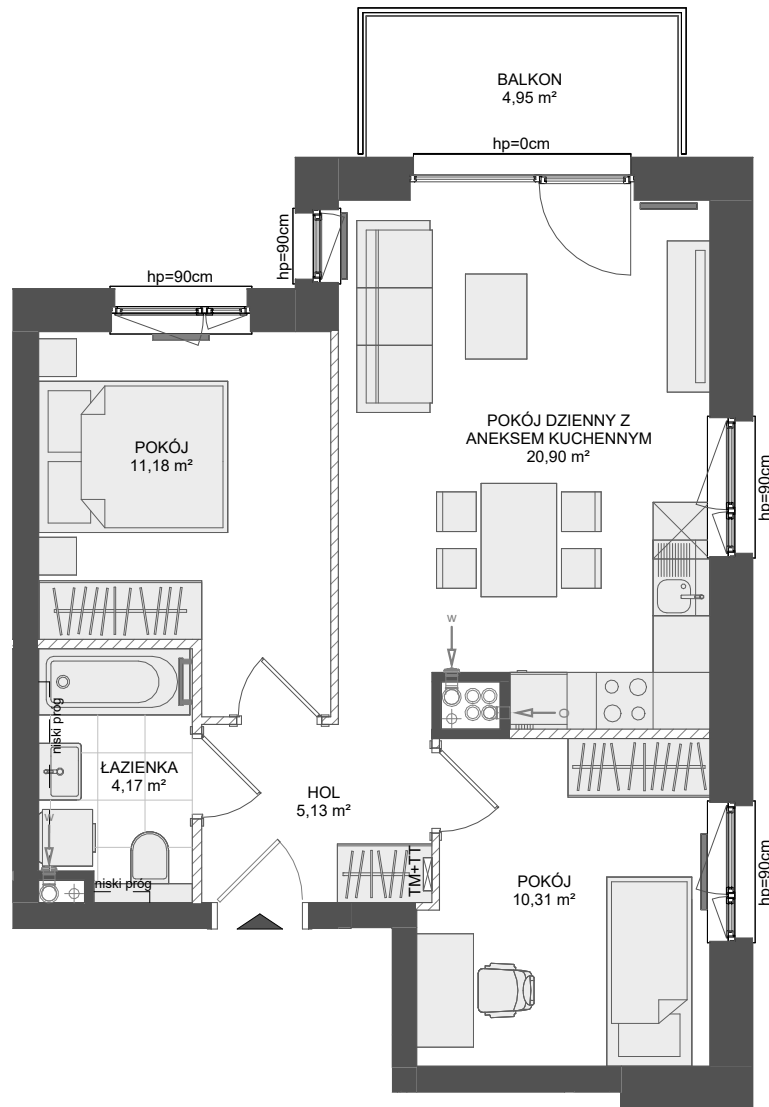 BALKON
4,95 m²
hp=0cm
hp=90cm
hp=90cm
POKÓJ DZIENNY Z
ANEKSEM KUCHENNYM
20,90 m²
POKÓJ
11,18 m²
hp=90cm
W
O
niski próg
ŁAZIENKA
4,17 m²
HOL
5,13 m²
W
niski próg
TM+TT
POKÓJ
10,31 m²
hp=90cm